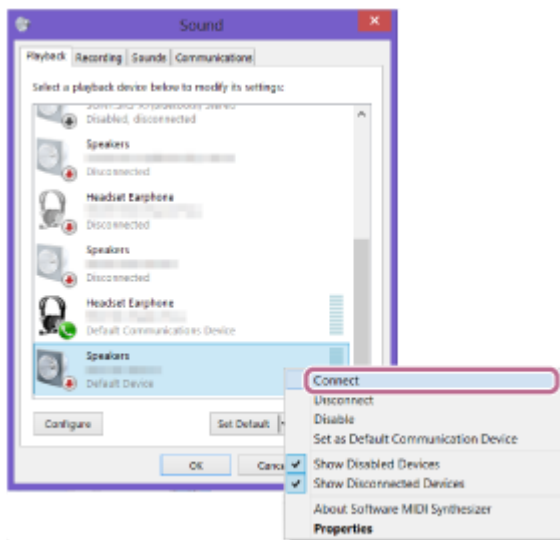 Sound
Playback Recording Sounds Communications
Select a playback device below to modify its settings:
Disabled, disconnected
Speakers
Disconnected
Headset Earphone
Disconnected
Speakers
Disconnected
Headset Earphone
Default Communications Device
Speakers
Default Device
Configure Set Default
OK Canc
Connect
Disconnect
Disable
Set as Default Communication Device
Show Disabled Devices
Show Disconnected Devices
About Software MIDI Synthesizer
Properties